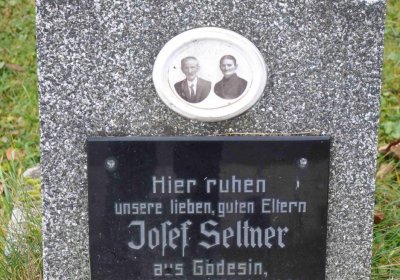 Hier ruhen
unsere lieben, guten Eltern
Josef Seltner
aus Gödesin,